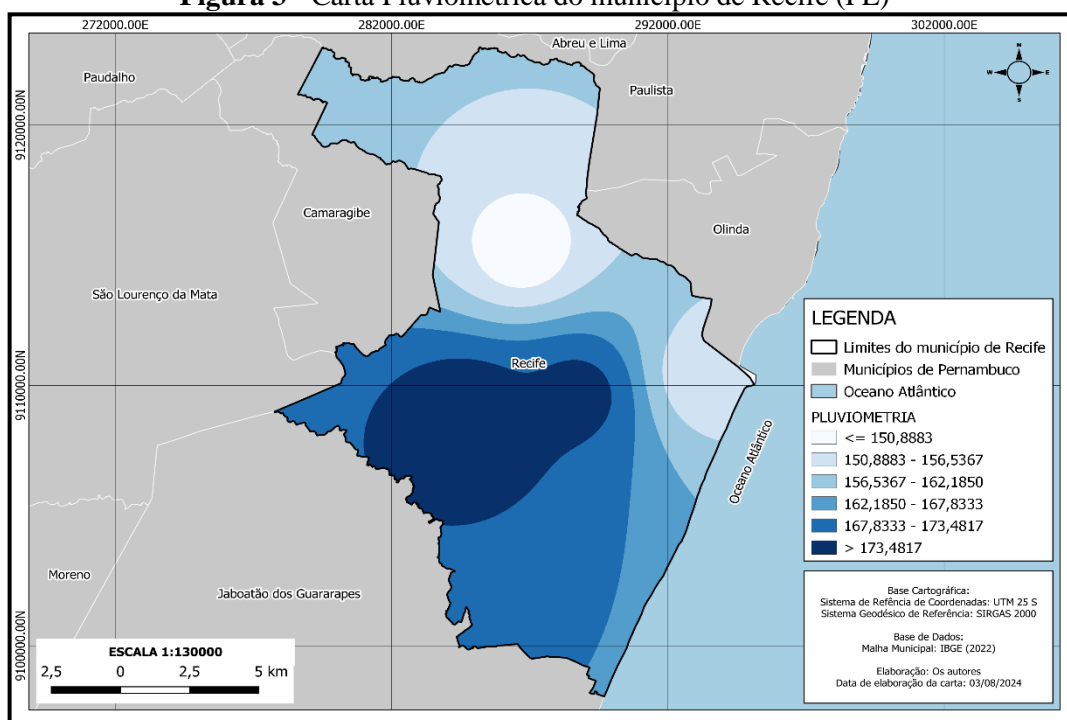 Figura 3 - Carta Pluviométrica do município de Recife (PE)
272000.00E
282000.00E
292000.00E
302000.00E
Abreu e Lima
Paudalho
Paulista
N
W
E
S
9120000.00N
Camaragibe
Olinda
São Lourenço da Mata
Recife
9110000.00N
Oceano Atlântico
LEGENDA
Limites do município de Recife
Municípios de Pernambuco
Oceano Atlântico
PLUVIOMETRIA
<= 150,8883
150,8883 - 156,5367
156,5367 - 162,1850
162,1850 - 167,8333
167,8333 - 173,4817
> 173,4817
Moreno
Jaboatão dos Guararapes
9100000.00N
ESCALA 1:130000
2,5 0 2,5 5 km
Base Cartográfica:
Sistema de Refência de Coordenadas: UTM 25 S
Sistema Geodésico de Referência: SIRGAS 2000
Base de Dados:
Malha Municipal: IBGE (2022)
Elaboração: Os autores
Data de elaboração da carta: 03/08/2024